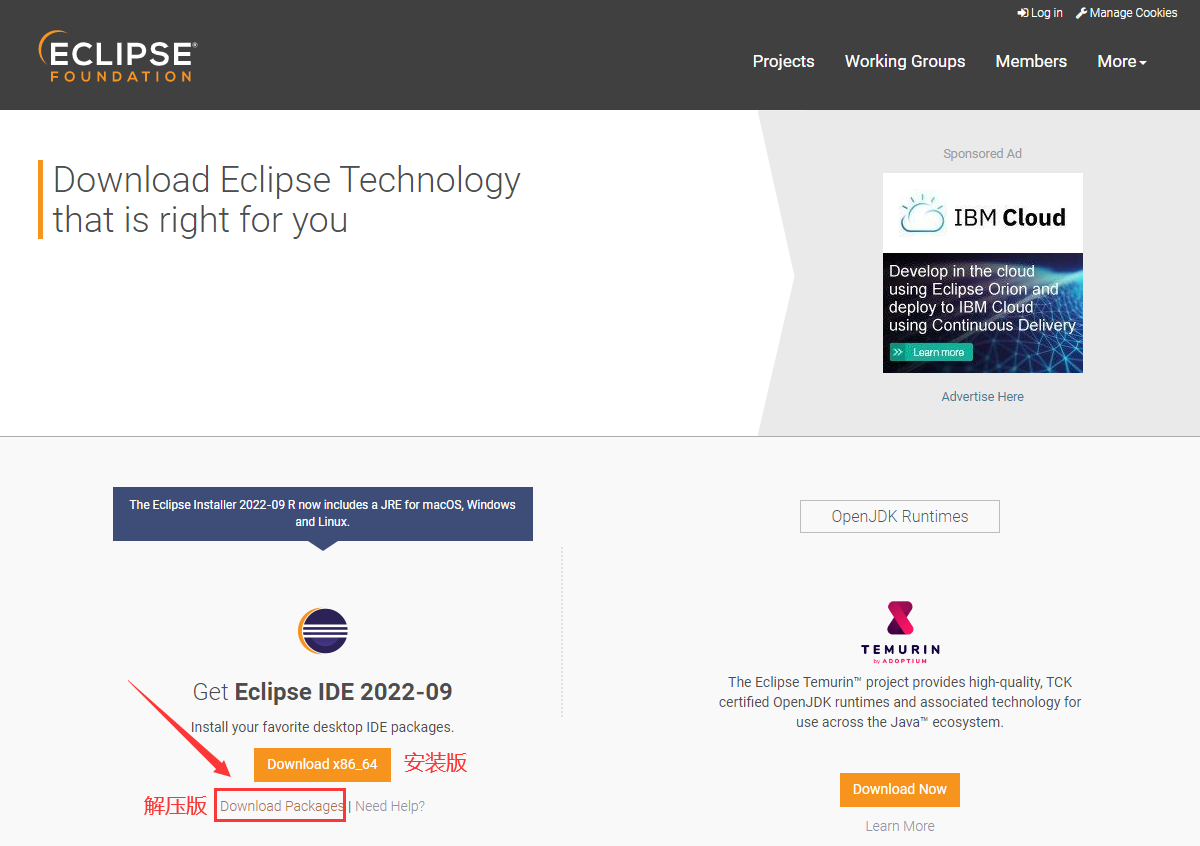 Log in Manage Cookies
ECLIPSE®
FOUNDATION
Projects Working Groups Members More
Download Eclipse Technology
that is right for you
Sponsored Ad
IBM Cloud
Develop in the cloud
using Eclipse Orion and
deploy to IBM Cloud
using Continuous Delivery
Learn more
Advertise Here
The Eclipse Installer 2022-09 R now includes a JRE for macOS, Windows
and Linux.
Get Eclipse IDE 2022-09
Install your favorite desktop IDE packages.
Download x86_64 安装版
解压版 Download Packages | Need Help?
OpenJDK Runtimes
TEMURIN
by ADOPTIUM
The Eclipse Temurin™ project provides high-quality, TCK
certified OpenJDK runtimes and associated technology for
use across the Java™ ecosystem.
Download Now
Learn More